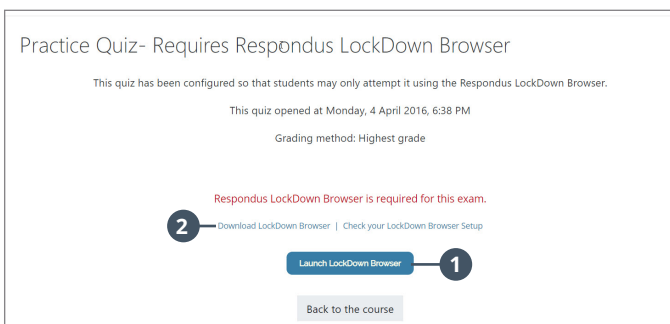 Practice Quiz- Requires Respondus LockDown Browser
This quiz has been configured so that students may only attempt it using the Respondus LockDown Browser.
This quiz opened at Monday, 4 April 2016, 6:38 PM
Grading method: Highest grade
Respondus LockDown Browser is required for this exam.
2 Download LockDown Browser | Check your LockDown Browser Setup
Launch LockDown Browser 1
Back to the course